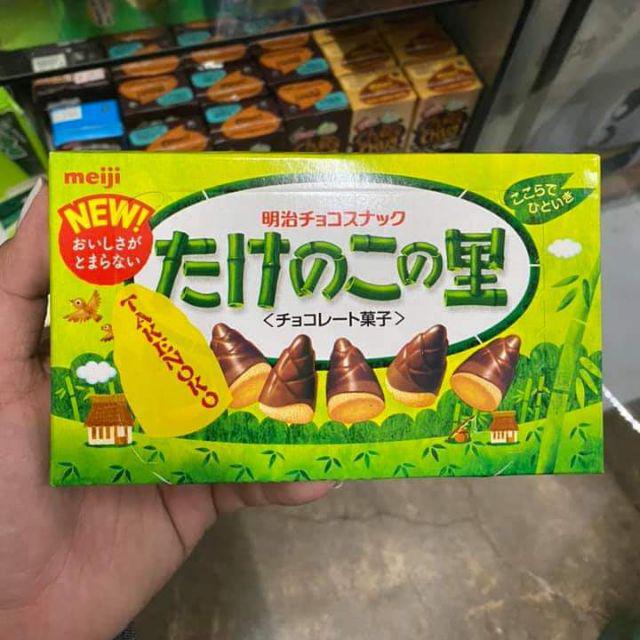 meiji
NEW!
おいしさが
とまらない
明治チョコスナック
ここらで
ひといき
たけのこの里
<チョコレート菓子>
TAKENOKO